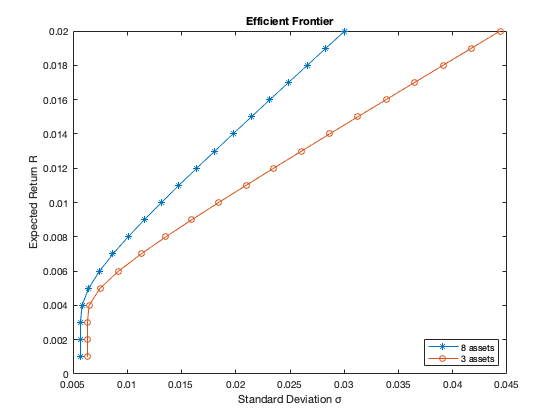 Efficient Frontier
Expected Return R
0.02
0.018
0.016
0.014
0.012
0.01
0.008
0.006
0.004
0.002
0
0.005 0.01 0.015 0.02 0.025 0.03 0.035 0.04 0.045
Standard Deviation σ
8 assets
3 assets